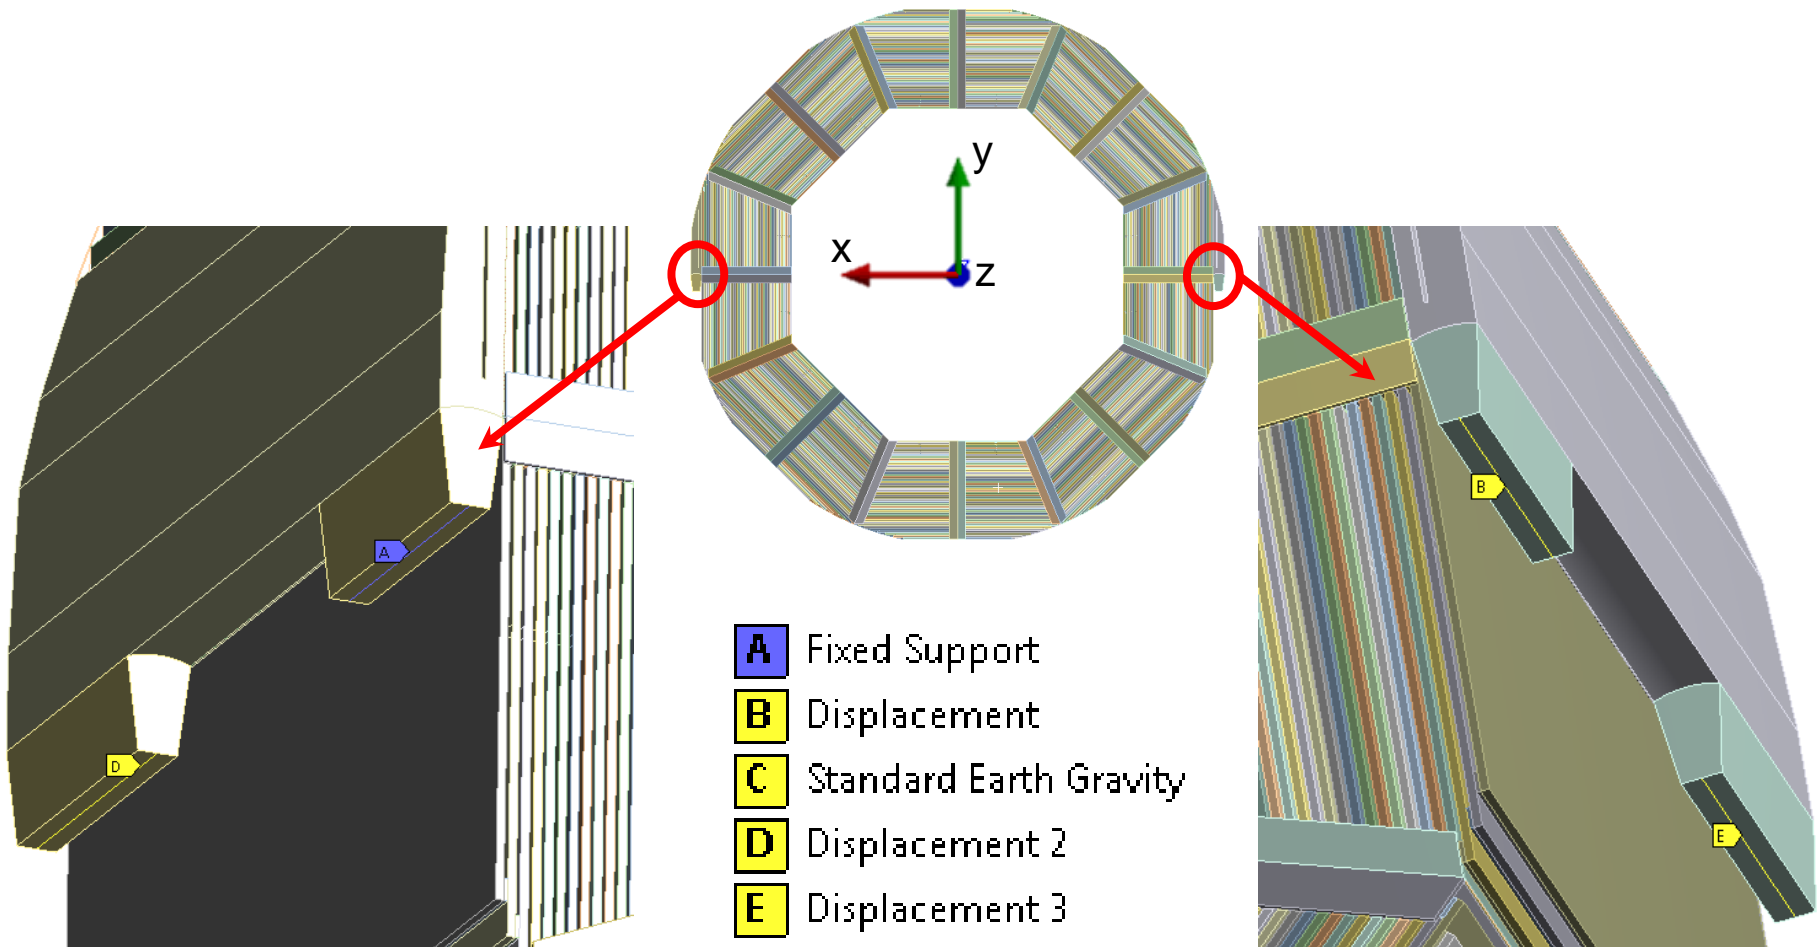 y
x
z
A
D
B
E
A Fixed Support
B Displacement
C Standard Earth Gravity
D Displacement 2
E Displacement 3